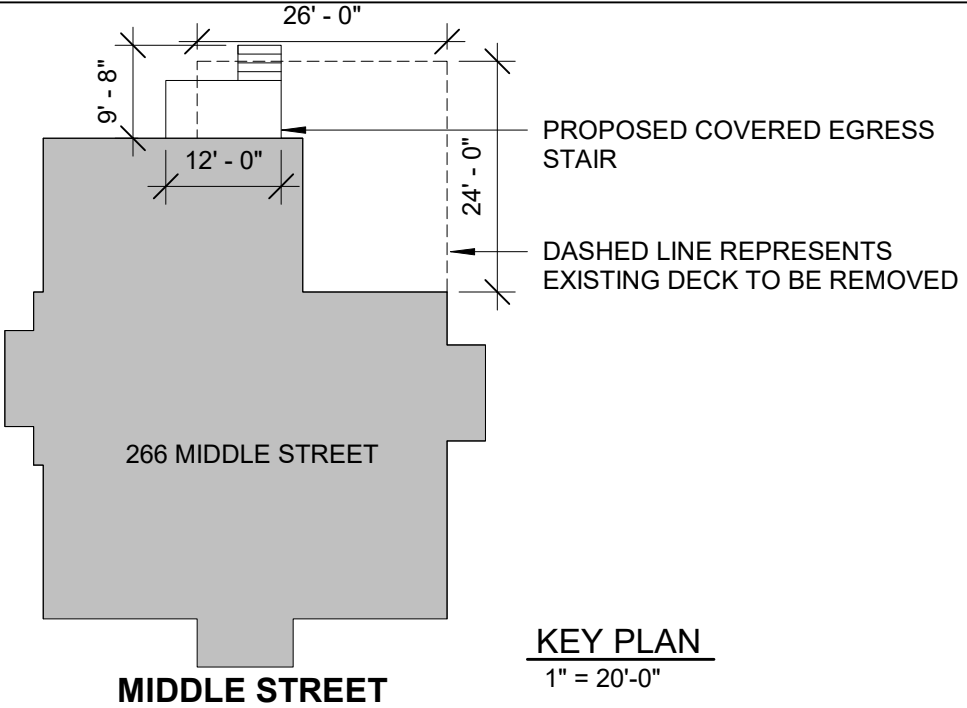 26' - 0"
9' - 8"
PROPOSED COVERED EGRESS
STAIR
12' - 0"
24' - 0"
DASHED LINE REPRESENTS
EXISTING DECK TO BE REMOVED
266 MIDDLE STREET
KEY PLAN
1" = 20'-0"
MIDDLE STREET